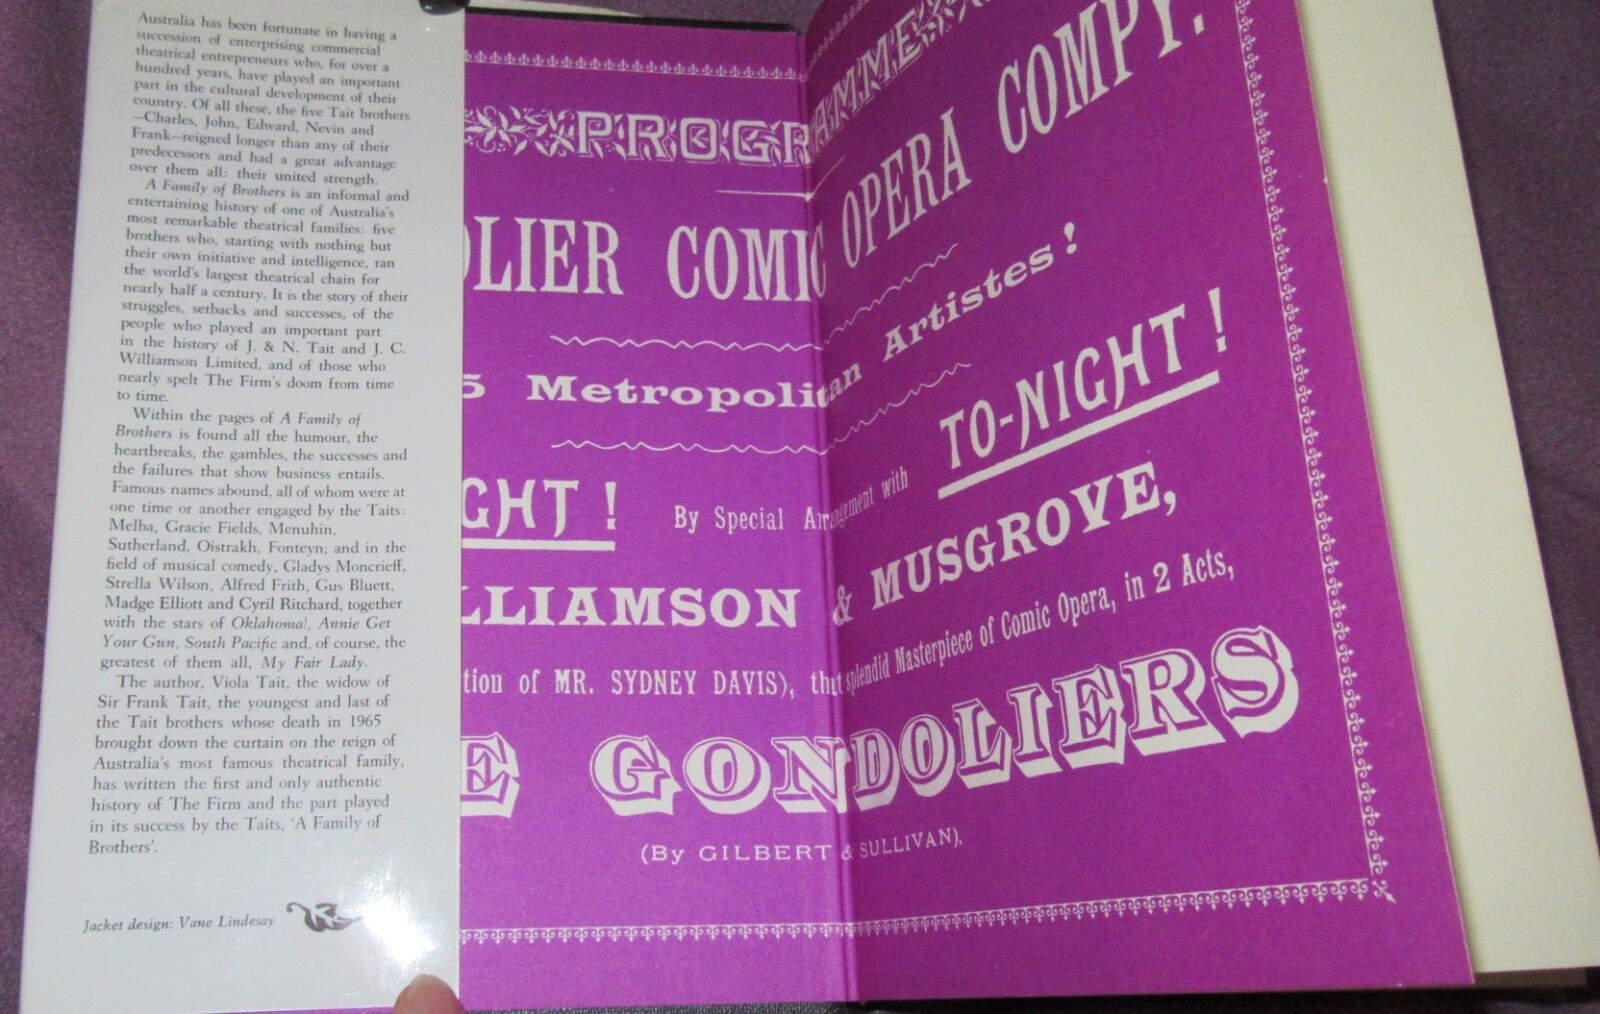 Australia has been fortunate in having a
succession of enterprising commercial
theatrical entrepreneurs who, for over a
hundred years, have played an important
part in the cultural development of their
country. Of all these, the five Tait brothers
—Charles, John, Edward, Nevin and
Frank—reigned longer than any of their
predecessors and had a great advantage
over them all: their united strength.
A Family of Brothers is an informal and
entertaining history of one of Australia's
most remarkable theatrical families: five
brothers who, starting with nothing but
their own initiative and intelligence, ran
the world's largest theatrical chain for
nearly half a century. It is the story of their
struggles, setbacks and successes, of the
people who played an important part
in the history of J. & N. Tait and J. C.
Williamson Limited, and of those who
nearly spelt The Firm's doom from time
to time.
Within the pages of A Family of
Brothers is found all the humour, the
heartbreaks, the gambles, the successes and
the failures that show business entails.
Famous names abound, all of whom were at
one time or another engaged by the Taits:
Melba, Gracie Fields, Menuhin,
Sutherland, Oistrakh, Fonteyn; and in the
field of musical comedy, Gladys Moncrieff,
Strella Wilson, Alfred Frith, Gus Bluett,
Madge Elliott and Cyril Ritchard, together
with the stars of Oklahoma!, Annie Get
Your Gun, South Pacific and, of course, the
greatest of them all, My Fair Lady.
The author, Viola Tait, the widow of
Sir Frank Tait, the youngest and last of
the Tait brothers whose death in 1965
brought down the curtain on the reign of
Australia's most famous theatrical family,
has written the first and only authentic
history of The Firm and the part played
in its success by the Taits, 'A Family of
Brothers'.
Jacket design: Vane Lindesay
PROGRAMME
OLIER COMIC OPERA COMPY.
5 Metropolitan Artistes!
GHT! By Special Arrangement with TO-NIGHT!
LLIAMSON & MUSGROVE,
tion of MR. SYDNEY DAVIS), that splendid Masterpiece of Comic Opera, in 2 Acts,
E GONDOLIERS
(By GILBERT & SULLIVAN).